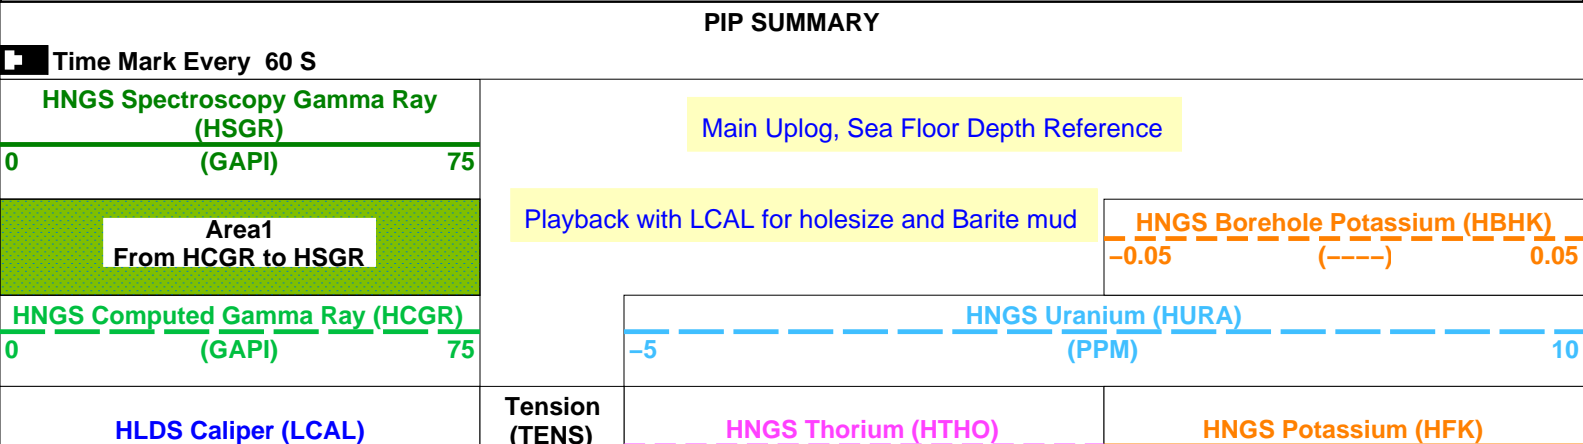 PIP SUMMARY
Time Mark Every 60 S
HNGS Spectroscopy Gamma Ray
(HSGR)
0 (GAPI) 75
Main Uplog, Sea Floor Depth Reference
Playback with LCAL for holesize and Barite mud
Area1
From HCGR to HSGR
HNGS Borehole Potassium (HBHK)
−0.05 (−−−−) 0.05
HNGS Computed Gamma Ray (HCGR)
0 (GAPI) 75
HNGS Uranium (HURA)
−5 (PPM) 10
HLDS Caliper (LCAL)
Tension
(TENS)
HNGS Thorium (HTHO)
HNGS Potassium (HFK)